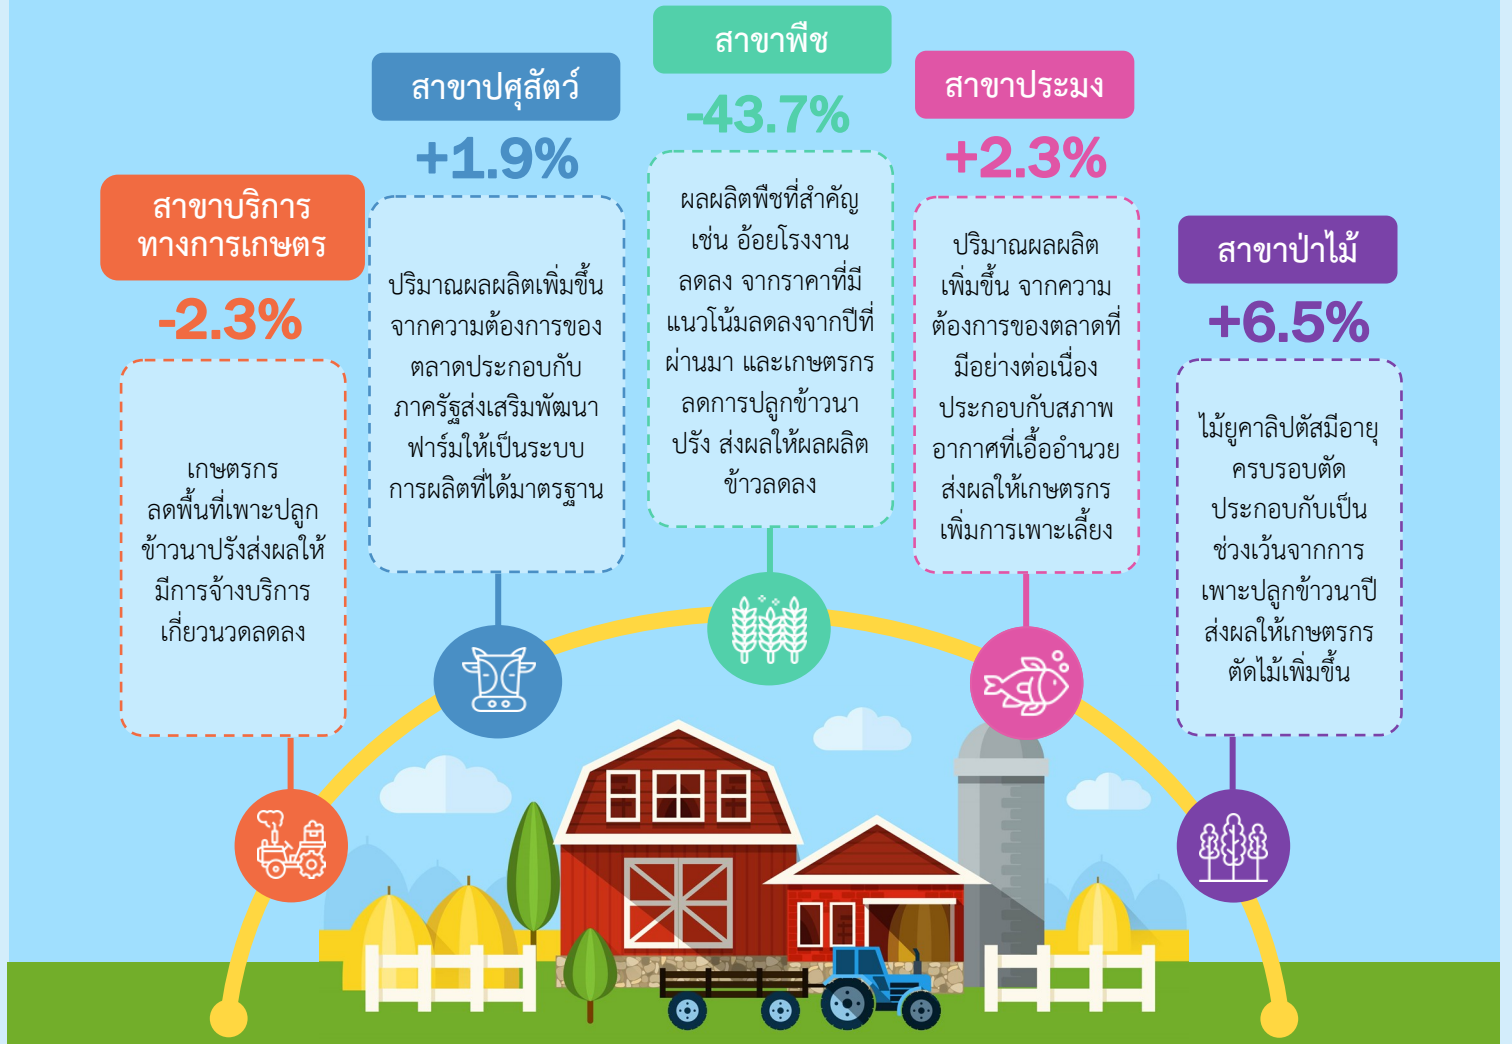 สาขาบริการ
ทางการเกษตร
-2.3%
เกษตรกร
ลดพื้นที่เพาะปลูก
ข้าวนาปรังส่งผลให้
มีการจ้างบริการ
เกี่ยวนวดลดลง
สาขาปศุสัตว์
+1.9%
ปริมาณผลผลิตเพิ่มขึ้น
จากความต้องการของ
ตลาดประกอบกับ
ภาครัฐส่งเสริมพัฒนา
ฟาร์มให้เป็นระบบ
การผลิตที่ได้มาตรฐาน
สาขาพืช
-43.7%
ผลผลิตพืชที่สำคัญ
เช่น อ้อยโรงงาน
ลดลง จากราคาที่มี
แนวโน้มลดลงจากปีที่
ผ่านมา และเกษตรกร
ลดการปลูกข้าวนา
ปรัง ส่งผลให้ผลผลิต
ข้าวลดลง
สาขาประมง
+2.3%
ปริมาณผลผลิต
เพิ่มขึ้น จากความ
ต้องการของตลาดที่
มีอย่างต่อเนื่อง
ประกอบกับสภาพ
อากาศที่เอื้ออำนวย
ส่งผลให้เกษตรกร
เพิ่มการเพาะเลี้ยง
สาขาป่าไม้
+6.5%
ไม้ยูคาลิปตัสมีอายุ
ครบรอบตัด
ประกอบกับเป็น
ช่วงเว้นจากการ
เพาะปลูกข้าวนาปี
ส่งผลให้เกษตรกร
ตัดไม้เพิ่มขึ้น